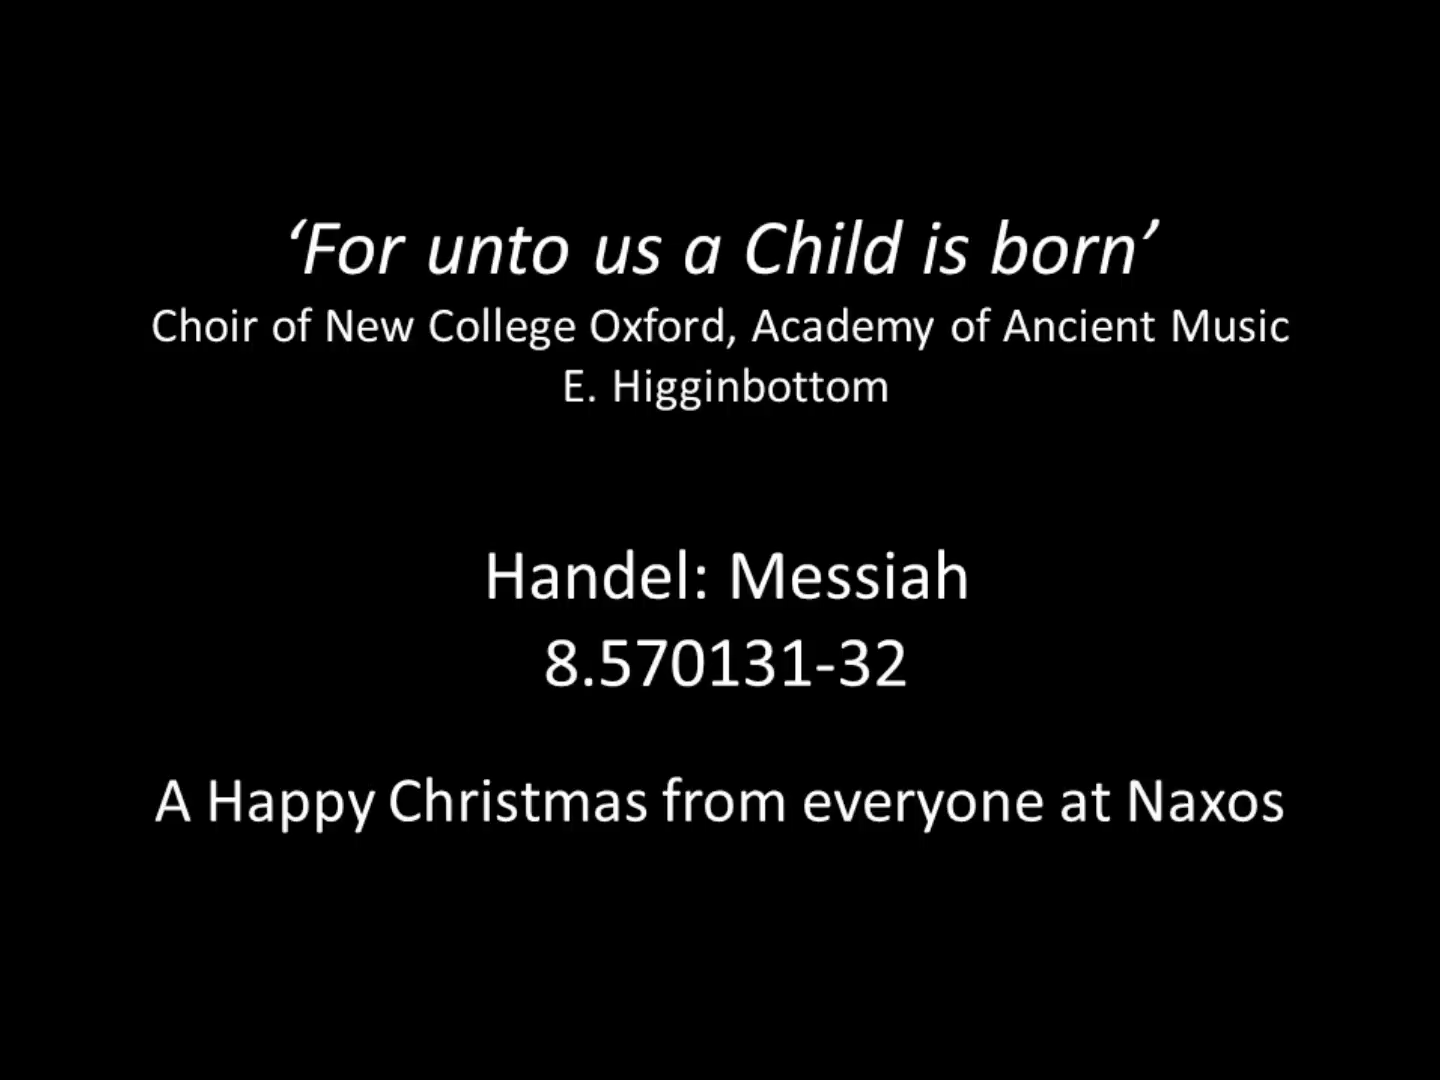 ‘For unto us a Child is born’
Choir of New College Oxford, Academy of Ancient Music
E. Higginbottom
Handel: Messiah
8.570131-32
A Happy Christmas from everyone at Naxos